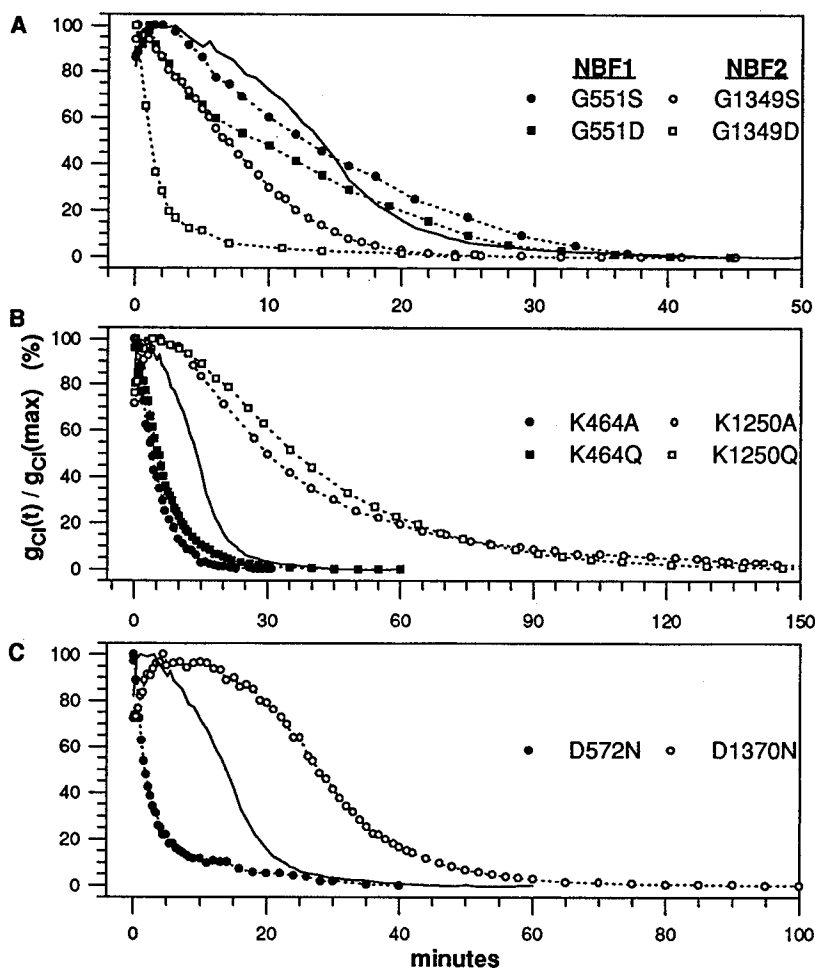 A
100
80
60
40
20
0
NBF1 NBF2
● G551S ○ G1349S
■ G551D □ G1349D
0 10 20 30 40 50
B
g_Cl(t) / g_Cl(max) (%)
100
80
60
40
20
0
● K464A ○ K1250A
■ K464Q □ K1250Q
0 30 60 90 120 150
C
100
80
60
40
20
0
● D572N ○ D1370N
0 20 40 60 80 100
minutes